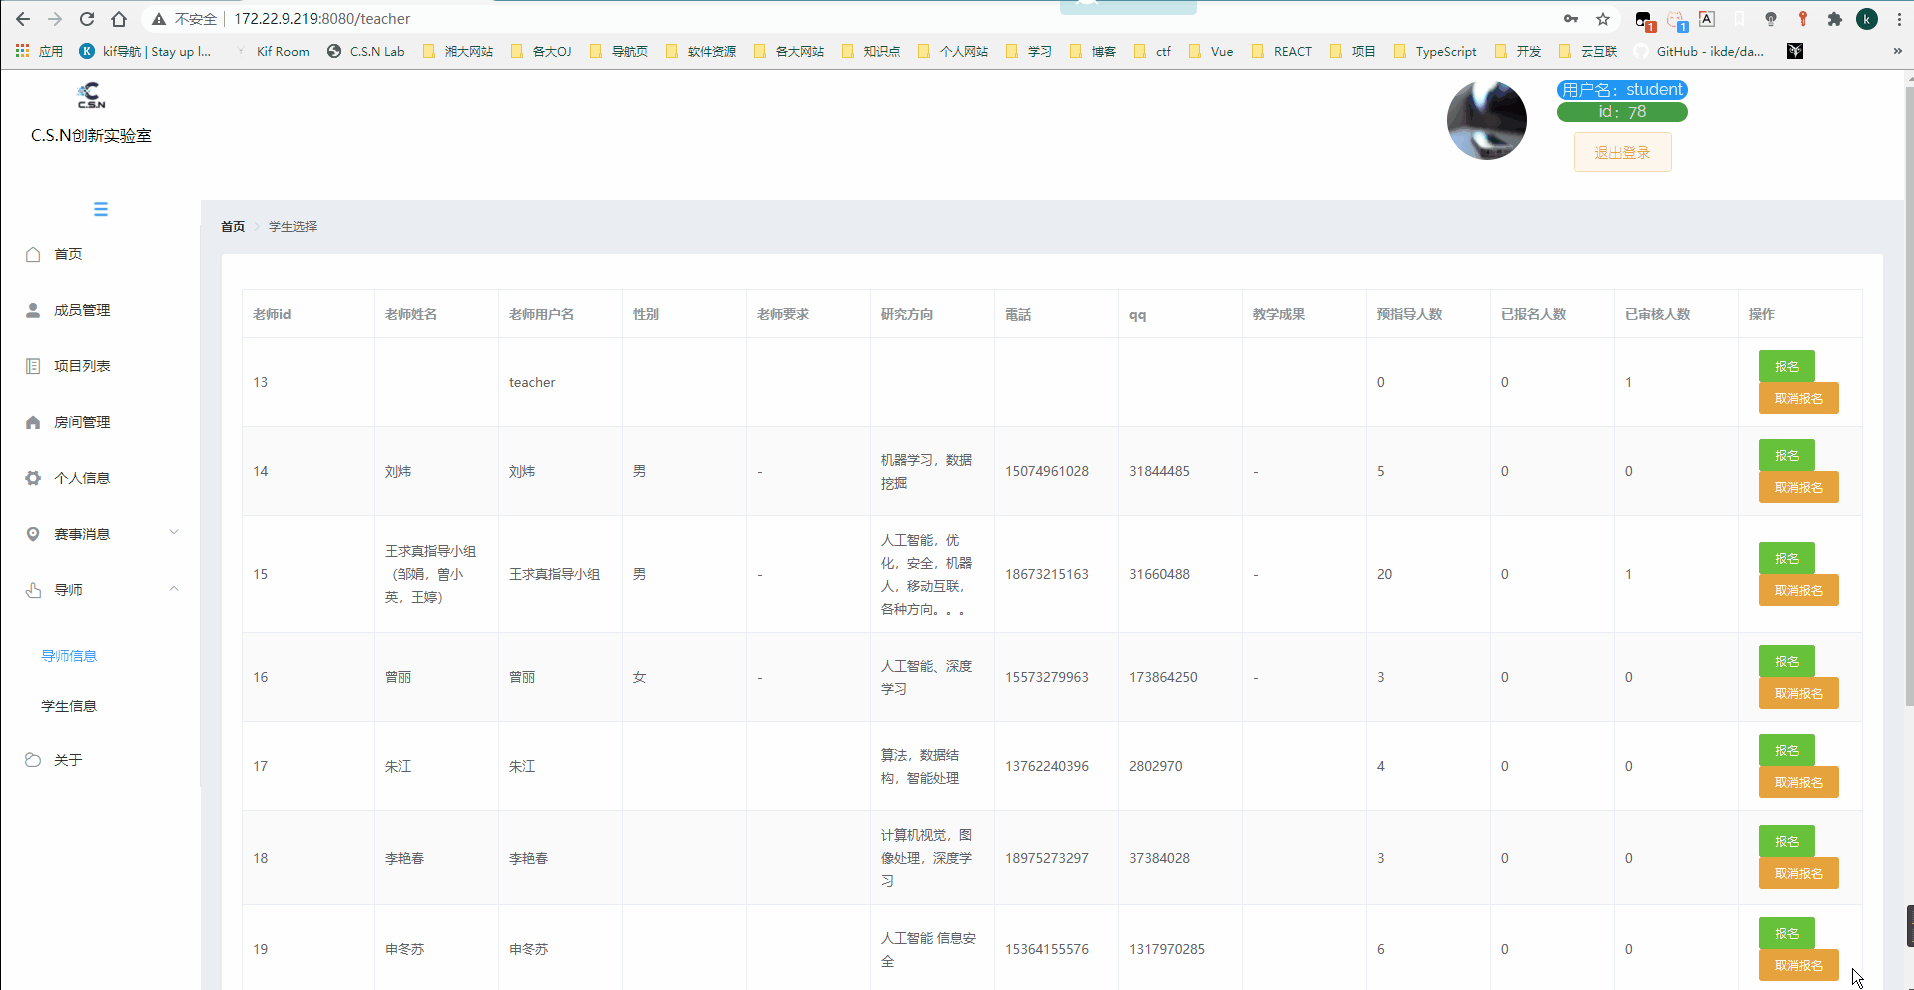 不安全 172.22.9.219:8080/teacher
应用 kif导航 | Stay up l... Kif Room C.S.N Lab 湘大网站 各大OJ 导航页 软件资源 各大网站 知识点 个人网站 学习 博客 ctf Vue REACT 项目 TypeScript 开发 云互联 GitHub - ikde/da... »
C.S.N
C.S.N创新实验室
用户名：student
id：78
退出登录
首页
成员管理
项目列表
房间管理
个人信息
赛事消息
导师
导师信息
学生信息
关于
首页 > 学生选择
老师id 老师姓名 老师用户名 性别 老师要求 研究方向 電話 qq 教学成果 预指导人数 已报名人数 已审核人数 操作
13 teacher 0 0 1 报名
取消报名
14 刘炜 刘炜 男 - 机器学习，数据 15074961028 31844485 - 5 0 0 报名
挖掘 取消报名
王求真指导小组 人工智能，优
（邹娟，曾小 化，安全，机器 报名
15 英，王婷） 王求真指导小组 男 - 人，移动互联， 18673215163 31660488 - 20 0 1 取消报名
各种方向。。。
16 曾丽 曾丽 女 - 人工智能、深度 15573279963 173864250 - 3 0 0 报名
学习 取消报名
17 朱江 朱江 算法，数据结 13762240396 2802970 4 0 0 报名
构，智能处理 取消报名
计算机视觉，图 报名
18 李艳春 李艳春 像处理，深度学 18975273297 37384028 3 0 0 取消报名
习
19 申冬苏 申冬苏 人工智能 信息安 15364155576 1317970285 6 0 0 报名
全 取消报名